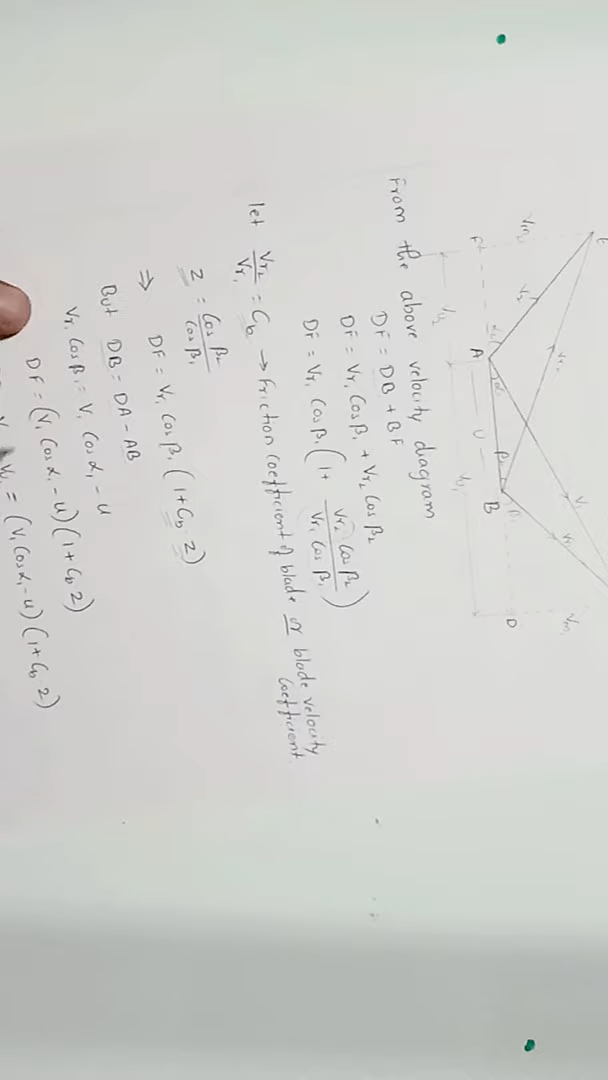 E
F
A
B
D
U
V₁
Vr₁
Vr₂
From the above velocity diagram
DF = DB + BF
DF = Vr₁ Cos β₁ + Vr₂ Cos β₂
DF = Vr₁ Cos β₁ (1 + Vr₂ Cos β₂ / Vr₁ Cos β₁)
let Vr₂ / Vr₁ = Cb → Friction coefficient of blade or blade velocity
coefficient.
Z = Cos β₂ / Cos β₁
⇒ DF = Vr₁ Cos β₁ (1 + Cb Z)
But DB = DA - AB
Vr₁ Cos β₁ = V₁ Cos α₁ - u
DF = (V₁ Cos α₁ - u) (1 + Cb Z)
= (V₁ Cos α₁ - u) (1 + Cb Z)